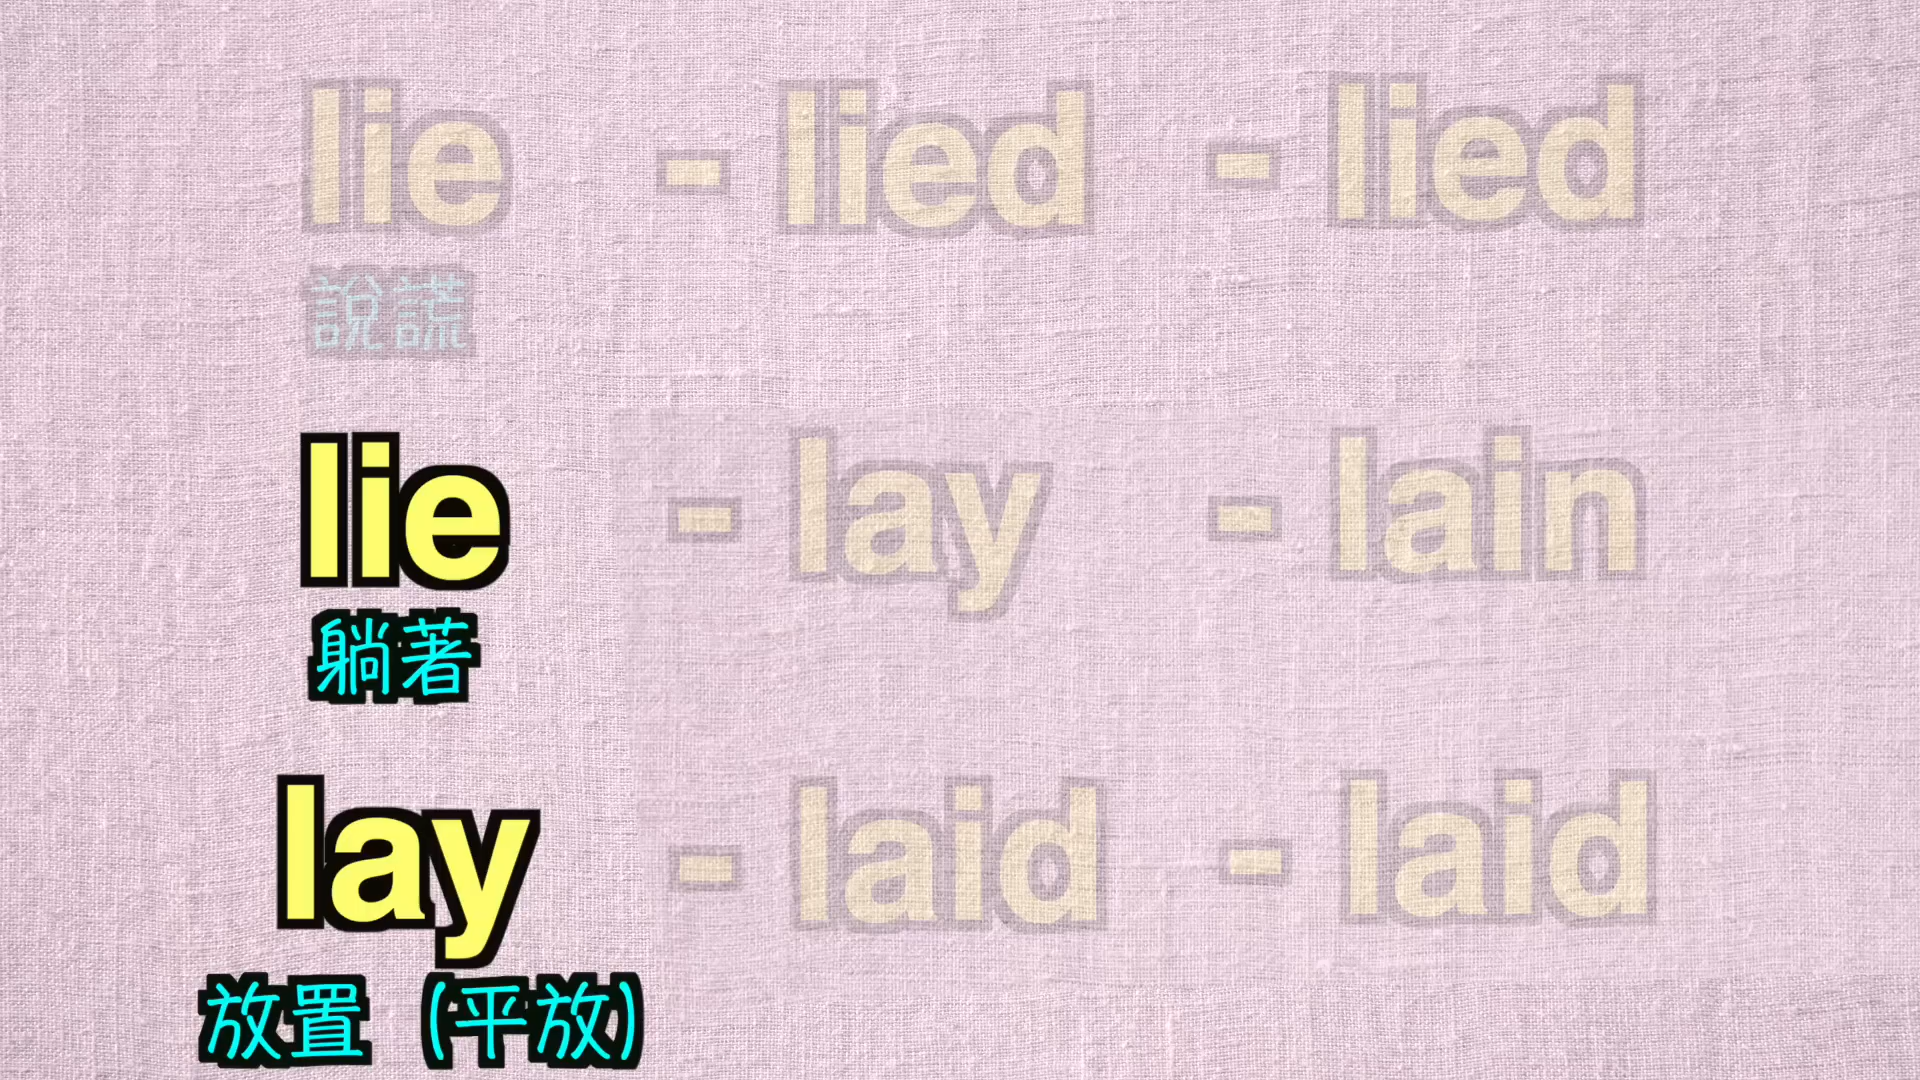 lie - lied - lied
說謊
lie - lay - lain
躺著
lay - laid - laid
放置 (平放)